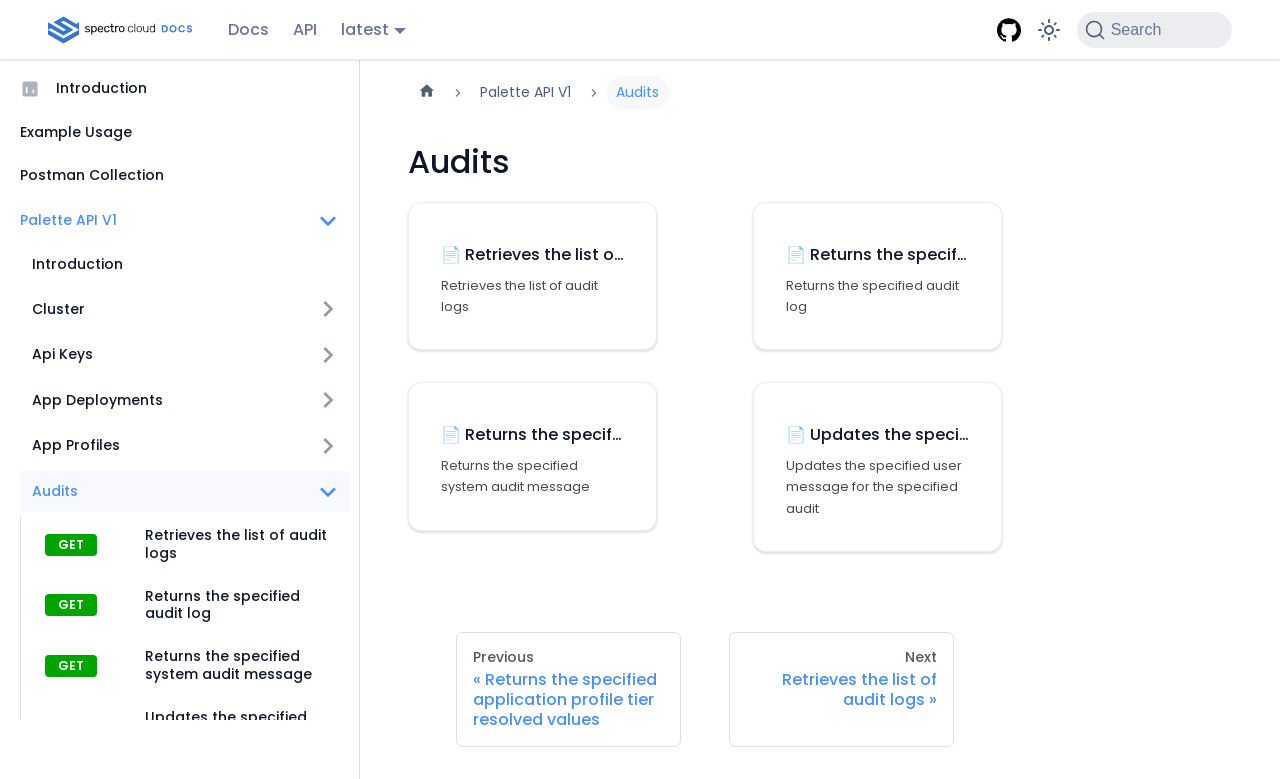 spectro cloud DOCS
Docs
API
latest
Search
Introduction
Example Usage
Postman Collection
Palette API V1
Introduction
Cluster
Api Keys
App Deployments
App Profiles
Audits
GET
Retrieves the list of audit
logs
GET
Returns the specified
audit log
GET
Returns the specified
system audit message
Updates the specified
Palette API V1
Audits
Audits
📄️ Retrieves the list o...
Retrieves the list of audit
logs
📄️ Returns the specif...
Returns the specified audit
log
📄️ Returns the specif...
Returns the specified
system audit message
📄️ Updates the speci...
Updates the specified user
message for the specified
audit
Previous
« Returns the specified
application profile tier
resolved values
Next
Retrieves the list of
audit logs »